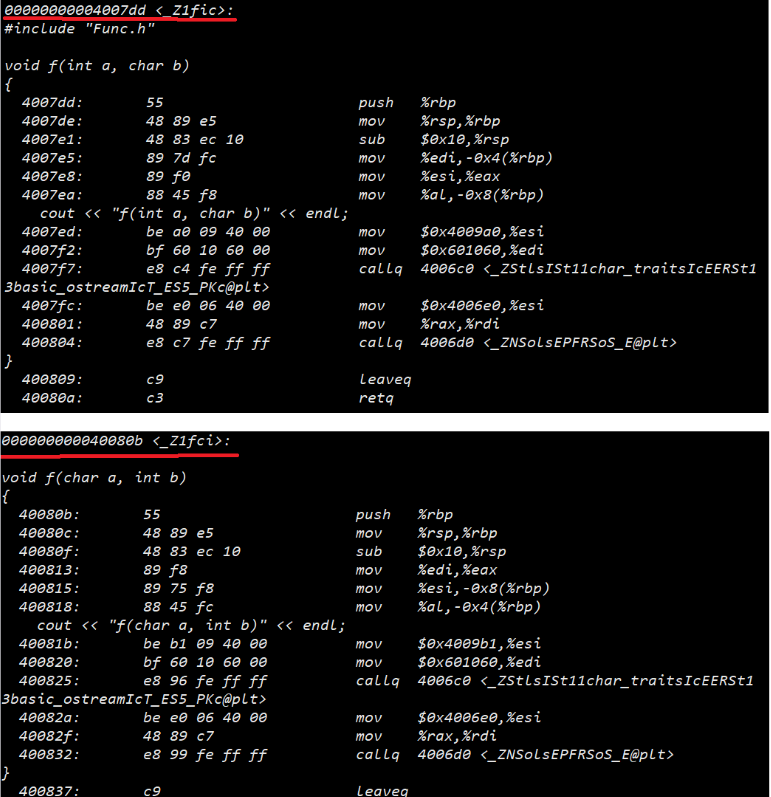 00000000004007dd <_Z1fic>:
#include "Func.h"
void f(int a, char b)
{
4007dd: 55 push %rbp
4007de: 48 89 e5 mov %rsp,%rbp
4007e1: 48 83 ec 10 sub $0x10,%rsp
4007e5: 89 7d fc mov %edi,-0x4(%rbp)
4007e8: 89 f0 mov %esi,%eax
4007ea: 88 45 f8 mov %al,-0x8(%rbp)
cout << "f(int a, char b)" << endl;
4007ed: be a0 09 40 00 mov $0x4009a0,%esi
4007f2: bf 60 10 60 00 mov $0x601060,%edi
4007f7: e8 c4 fe ff ff callq 4006c0 <_ZStlsISt11char_traitsIcEERSt1
3basic_ostreamIcT_ES5_PKc@plt>
4007fc: be e0 06 40 00 mov $0x4006e0,%esi
400801: 48 89 c7 mov %rax,%rdi
400804: e8 c7 fe ff ff callq 4006d0 <_ZNSolsEPFRSoS_E@plt>
}
400809: c9 leaveq
40080a: c3 retq
000000000040080b <_Z1fci>:
void f(char a, int b)
{
40080b: 55 push %rbp
40080c: 48 89 e5 mov %rsp,%rbp
40080f: 48 83 ec 10 sub $0x10,%rsp
400813: 89 f8 mov %edi,%eax
400815: 89 75 f8 mov %esi,-0x8(%rbp)
400818: 88 45 fc mov %al,-0x4(%rbp)
cout << "f(char a, int b)" << endl;
40081b: be b1 09 40 00 mov $0x4009b1,%esi
400820: bf 60 10 60 00 mov $0x601060,%edi
400825: e8 96 fe ff ff callq 4006c0 <_ZStlsISt11char_traitsIcEERSt1
3basic_ostreamIcT_ES5_PKc@plt>
40082a: be e0 06 40 00 mov $0x4006e0,%esi
40082f: 48 89 c7 mov %rax,%rdi
400832: e8 99 fe ff ff callq 4006d0 <_ZNSolsEPFRSoS_E@plt>
}
400837: c9 leaveq